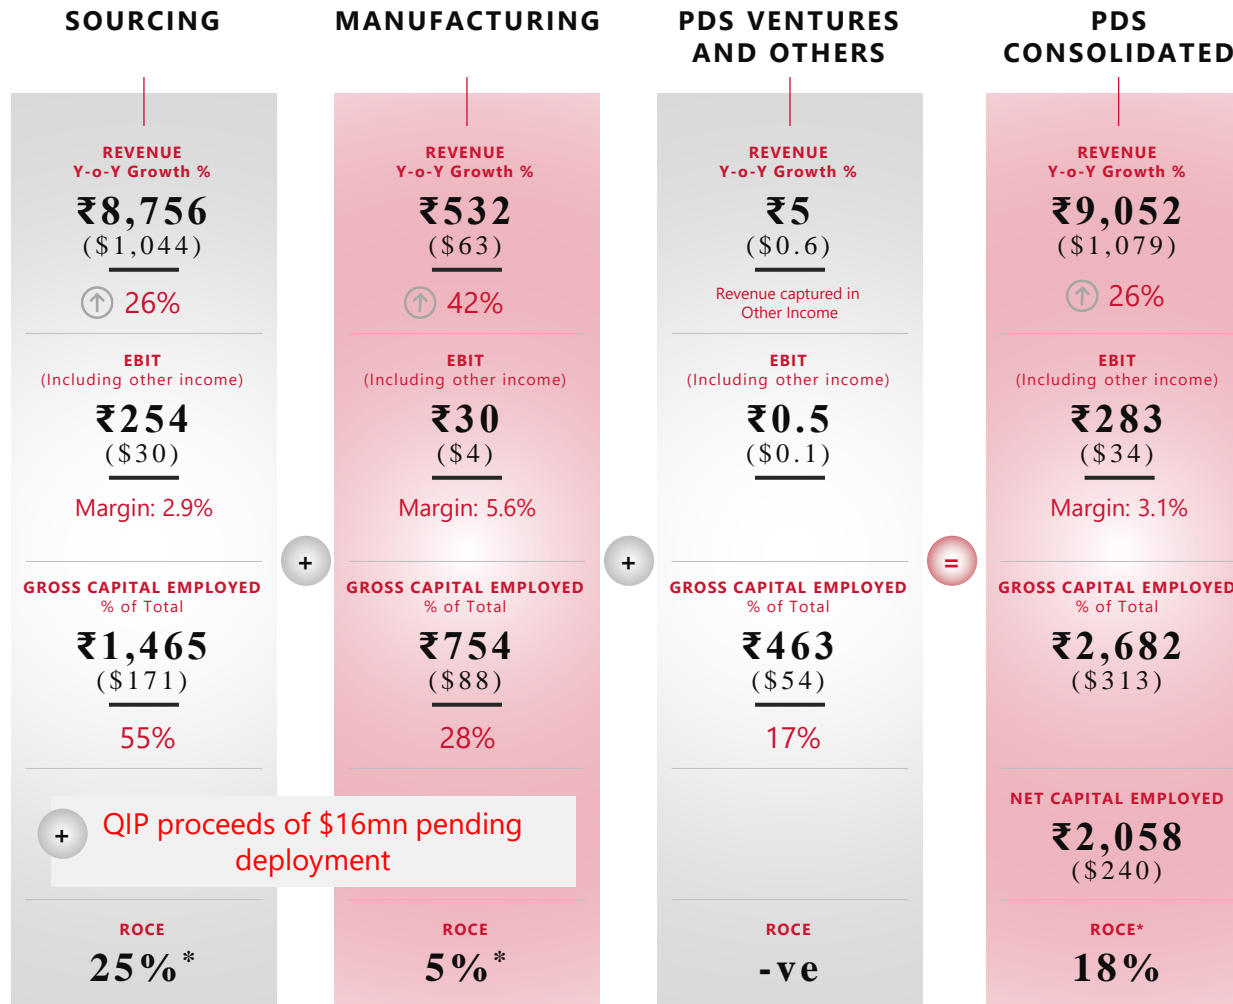 SOURCING
REVENUE
Y-o-Y Growth %
₹8,756
($1,044)
26%
EBIT
(Including other income)
₹254
($30)
Margin: 2.9%
GROSS CAPITAL EMPLOYED
% of Total
₹1,465
($171)
55%
+
QIP proceeds of $16mn pending
deployment
ROCE
25%*
+
MANUFACTURING
REVENUE
Y-o-Y Growth %
₹532
($63)
42%
EBIT
(Including other income)
₹30
($4)
Margin: 5.6%
GROSS CAPITAL EMPLOYED
% of Total
₹754
($88)
28%
ROCE
5%*
+
PDS VENTURES
AND OTHERS
REVENUE
Y-o-Y Growth %
₹5
($0.6)
Revenue captured in
Other Income
EBIT
(Including other income)
₹0.5
($0.1)
GROSS CAPITAL EMPLOYED
% of Total
₹463
($54)
17%
ROCE
-ve
=
PDS
CONSOLIDATED
REVENUE
Y-o-Y Growth %
₹9,052
($1,079)
26%
EBIT
(Including other income)
₹283
($34)
Margin: 3.1%
GROSS CAPITAL EMPLOYED
% of Total
₹2,682
($313)
NET CAPITAL EMPLOYED
₹2,058
($240)
ROCE*
18%